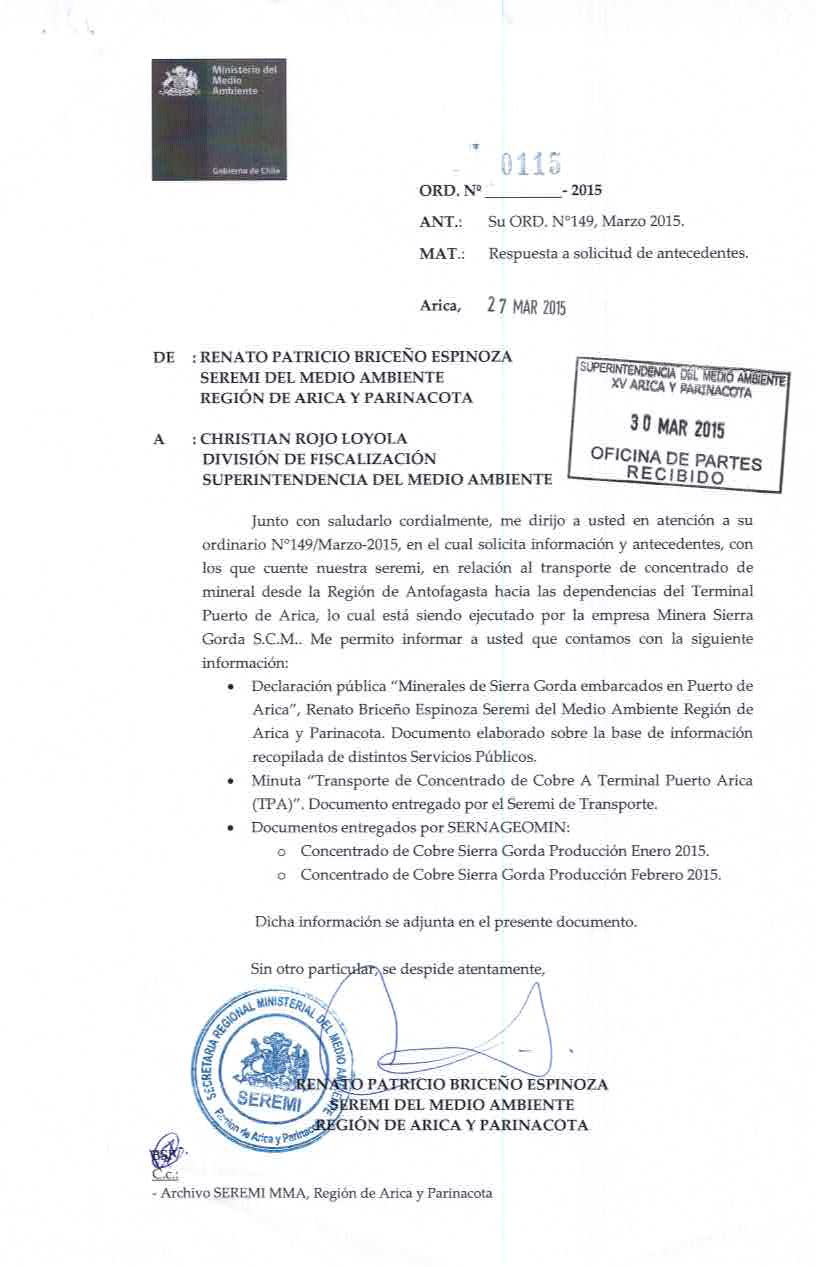 Ministerio del
Medio
Ambiente
Gobierno de Chile
0115
ORD. Nº __________- 2015
ANT.: Su ORD. N°149, Marzo 2015.
MAT.: Respuesta a solicitud de antecedentes.
Arica, 27 MAR 2015
DE : RENATO PATRICIO BRICEÑO ESPINOZA
SEREMI DEL MEDIO AMBIENTE
REGIÓN DE ARICA Y PARINACOTA
SUPERINTENDENCIA DEL MEDIO AMBIENTE
XV ARICA Y PARINACOTA
30 MAR 2015
OFICINA DE PARTES
RECIBIDO
A : CHRISTIAN ROJO LOYOLA
DIVISIÓN DE FISCALIZACIÓN
SUPERINTENDENCIA DEL MEDIO AMBIENTE
Junto con saludarlo cordialmente, me dirijo a usted en atención a su
ordinario N°149/Marzo-2015, en el cual solicita información y antecedentes, con
los que cuente nuestra seremi, en relación al transporte de concentrado de
mineral desde la Región de Antofagasta hacia las dependencias del Terminal
Puerto de Arica, lo cual está siendo ejecutado por la empresa Minera Sierra
Gorda S.C.M.. Me permito informar a usted que contamos con la siguiente
información:
• Declaración pública "Minerales de Sierra Gorda embarcados en Puerto de
Arica", Renato Briceño Espinoza Seremi del Medio Ambiente Región de
Arica y Parinacota. Documento elaborado sobre la base de información
recopilada de distintos Servicios Públicos.
• Minuta "Transporte de Concentrado de Cobre A Terminal Puerto Arica
(TPA)". Documento entregado por el Seremi de Transporte.
• Documentos entregados por SERNAGEOMIN:
o Concentrado de Cobre Sierra Gorda Producción Enero 2015.
o Concentrado de Cobre Sierra Gorda Producción Febrero 2015.
Dicha información se adjunta en el presente documento.
Sin otro particular, se despide atentamente,
SECRETARIA REGIONAL MINISTERIAL DEL MEDIO AMBIENTE
SEREMI
Region de Arica y Parinacota
RENATO PATRICIO BRICEÑO ESPINOZA
SEREMI DEL MEDIO AMBIENTE
REGIÓN DE ARICA Y PARINACOTA
C.c.:
- Archivo SEREMI MMA, Región de Arica y Parinacota